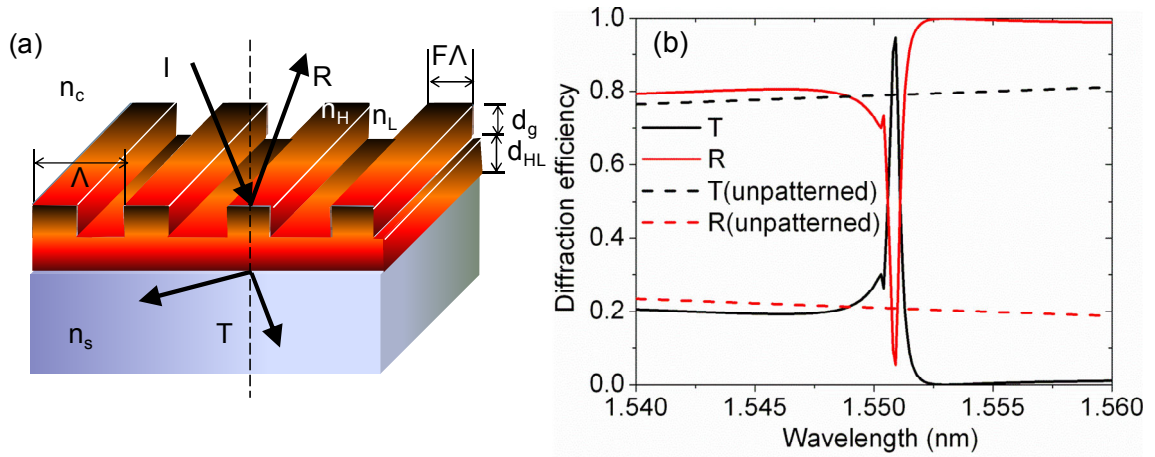 (a)
I
R
FΛ
n_c
n_H
n_L
d_g
d_HL
Λ
n_s
T
(b)
Diffraction efficiency
1.0
0.8
0.6
0.4
0.2
0.0
T
R
T(unpatterned)
R(unpatterned)
1.540 1.545 1.550 1.555 1.560
Wavelength (nm)